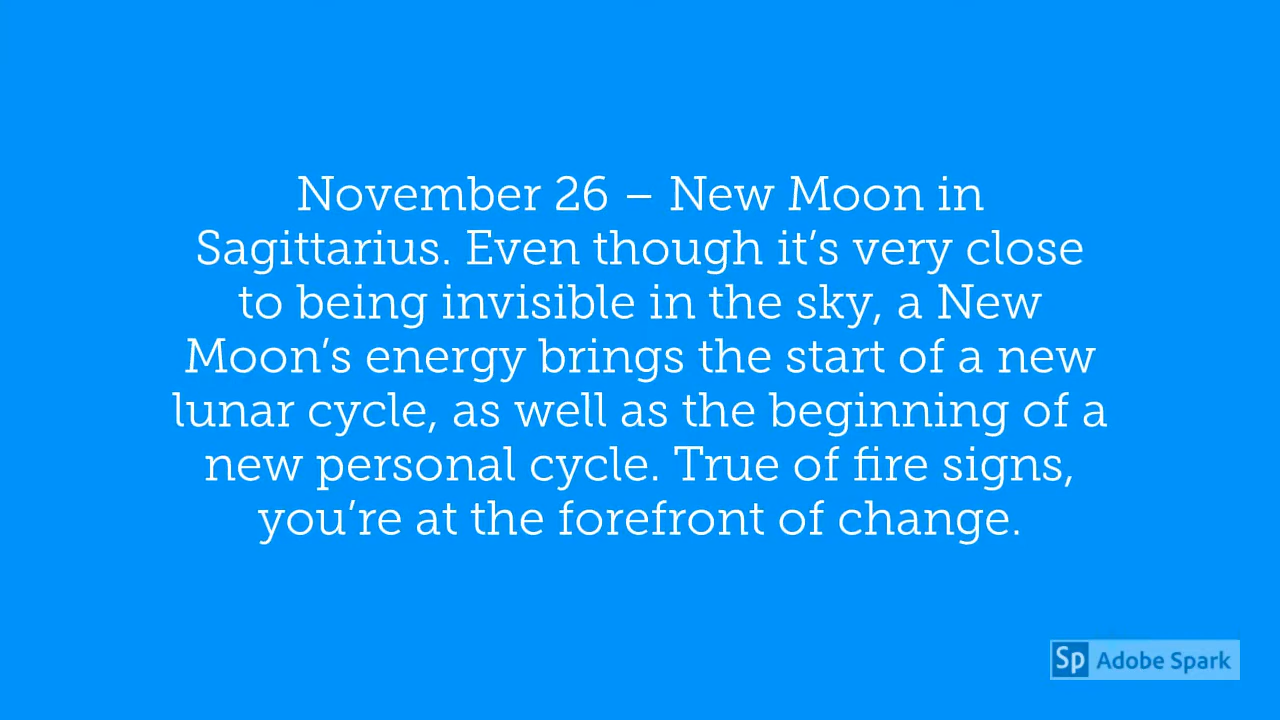 November 26 – New Moon in
Sagittarius. Even though it’s very close
to being invisible in the sky, a New
Moon’s energy brings the start of a new
lunar cycle, as well as the beginning of a
new personal cycle. True of fire signs,
you’re at the forefront of change.
Sp Adobe Spark